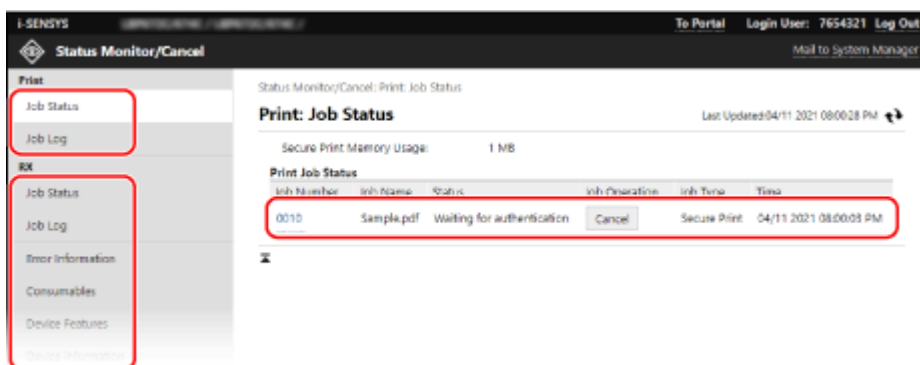 i-SENSYS
To Portal Login User: 7654321 Log Out
Status Monitor/Cancel
Mail to System Manager
Print
Job Status
Job Log
RX
Job Status
Job Log
Error Information
Consumables
Device Features
Device Information
Status Monitor/Cancel: Print: Job Status
Print: Job Status
Last Updated:04/11 2021 08:00:28 PM
Secure Print Memory Usage: 1 MB
Print Job Status
Job Number Job Name Status Job Operation Job Type Time
0010 Sample.pdf Waiting for authentication Cancel Secure Print 04/11 2021 08:00:03 PM